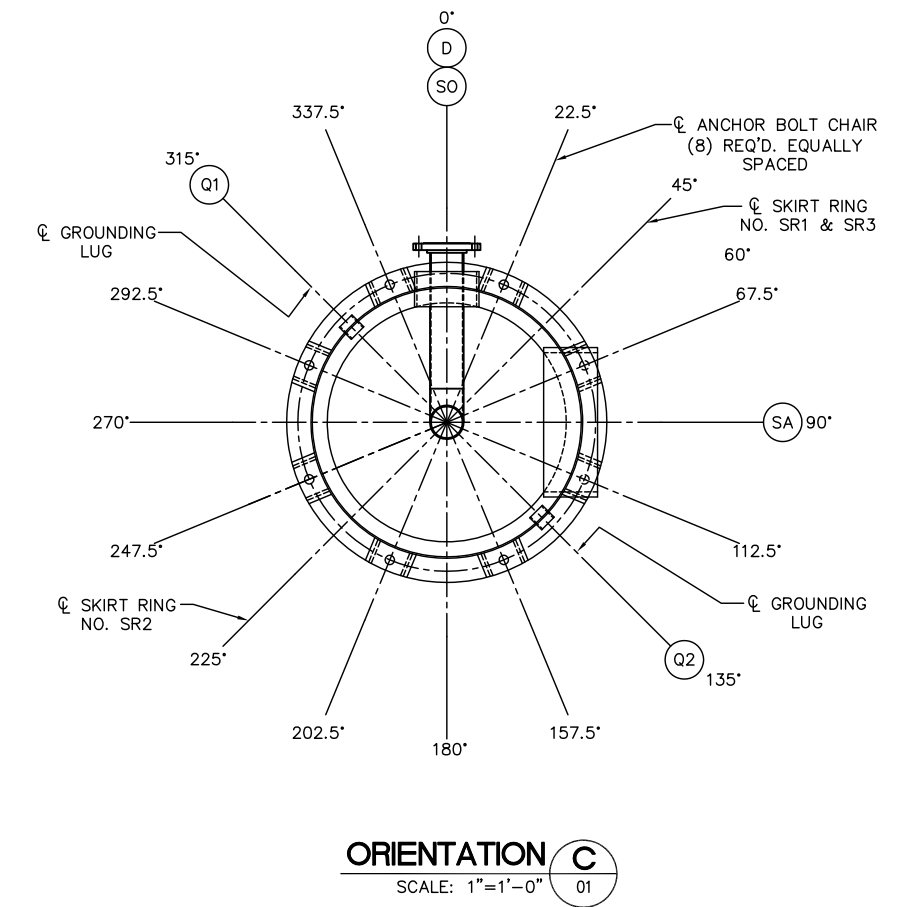 0°
D
SO
337.5°
22.5°
℄ ANCHOR BOLT CHAIR
(8) REQ'D. EQUALLY
SPACED
315°
Q1
45°
℄ SKIRT RING
NO. SR1 & SR3
℄ GROUNDING
LUG
60°
292.5°
67.5°
270°
SA 90°
247.5°
112.5°
℄ SKIRT RING
NO. SR2
℄ GROUNDING
LUG
225°
Q2
135°
202.5°
157.5°
180°
ORIENTATION C
SCALE: 1"=1'-0" 01